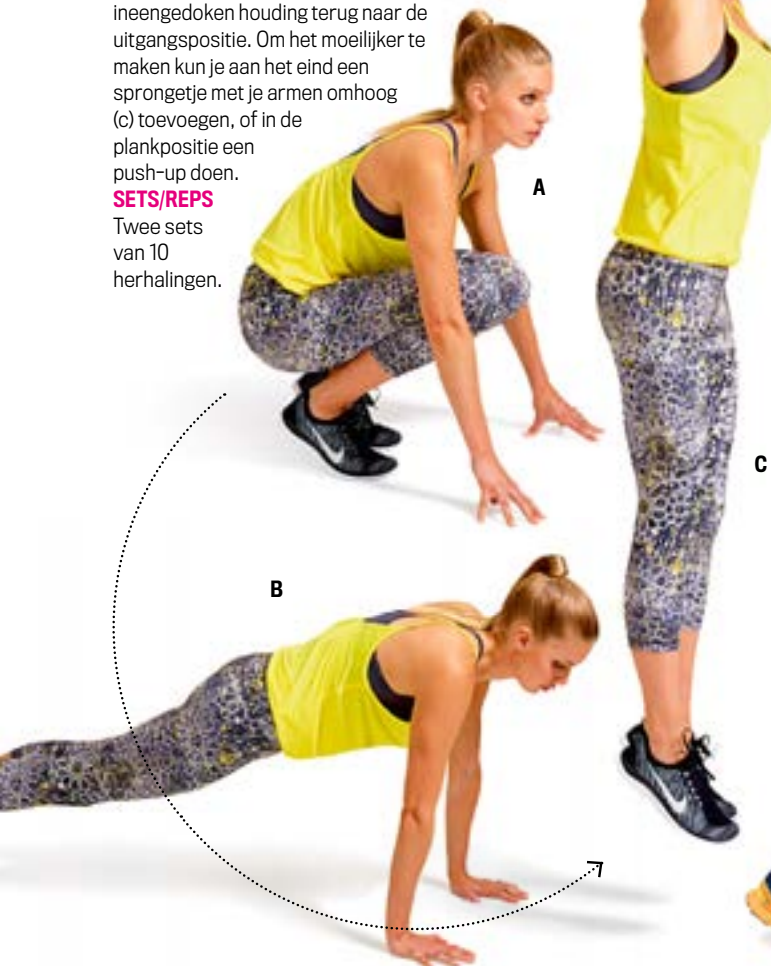 ineengedoken houding terug naar de
uitgangspositie. Om het moeilijker te
maken kun je aan het eind een
sprongetje met je armen omhoog
(c) toevoegen, of in de
plankpositie een
push-up doen.
SETS/REPS
Twee sets
van 10
herhalingen.
A
C
B